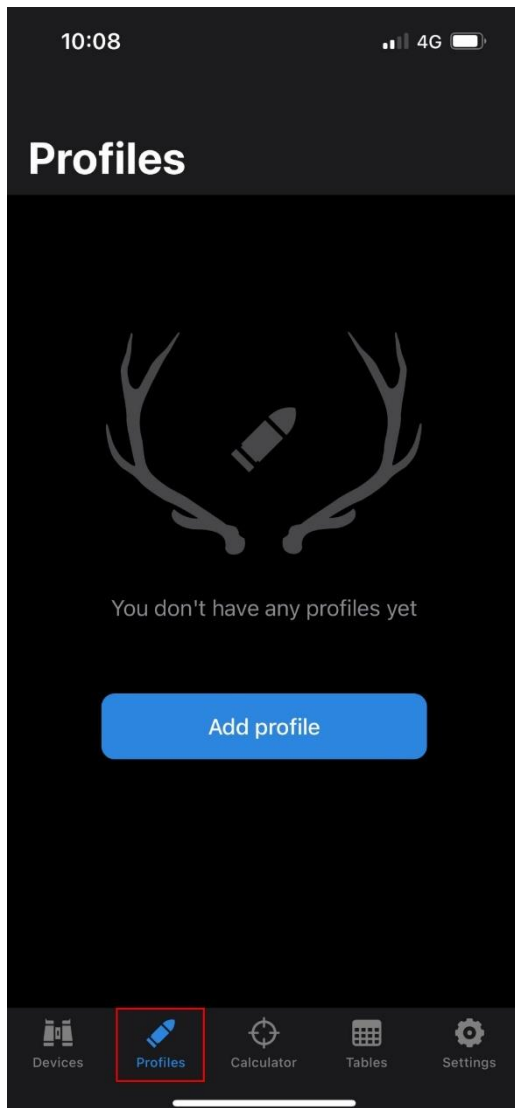 10:08 4G
Profiles
You don't have any profiles yet
Add profile
Devices Profiles Calculator Tables Settings